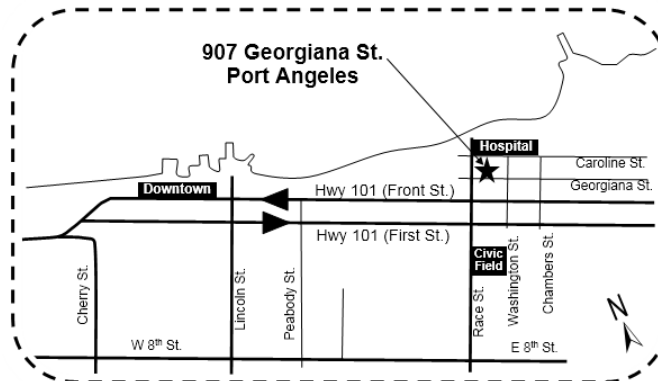 907 Georgiana St.
Port Angeles
Hospital
Caroline St.
Georgiana St.
Downtown
Hwy 101 (Front St.)
Hwy 101 (First St.)
Civic
Field
Cherry St.
Lincoln St.
Peabody St.
Race St.
Washington St.
Chambers St.
N
W 8th St.
E 8th St.